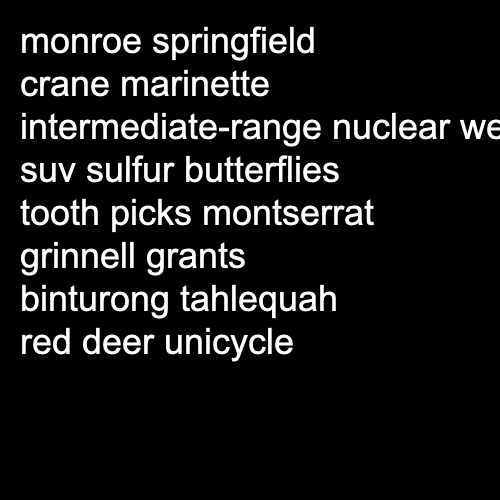 monroe springfield
crane marinette
intermediate-range nuclear
suv sulfur butterflies
tooth picks montserrat
grinnell grants
binturong tahlequah
red deer unicycle